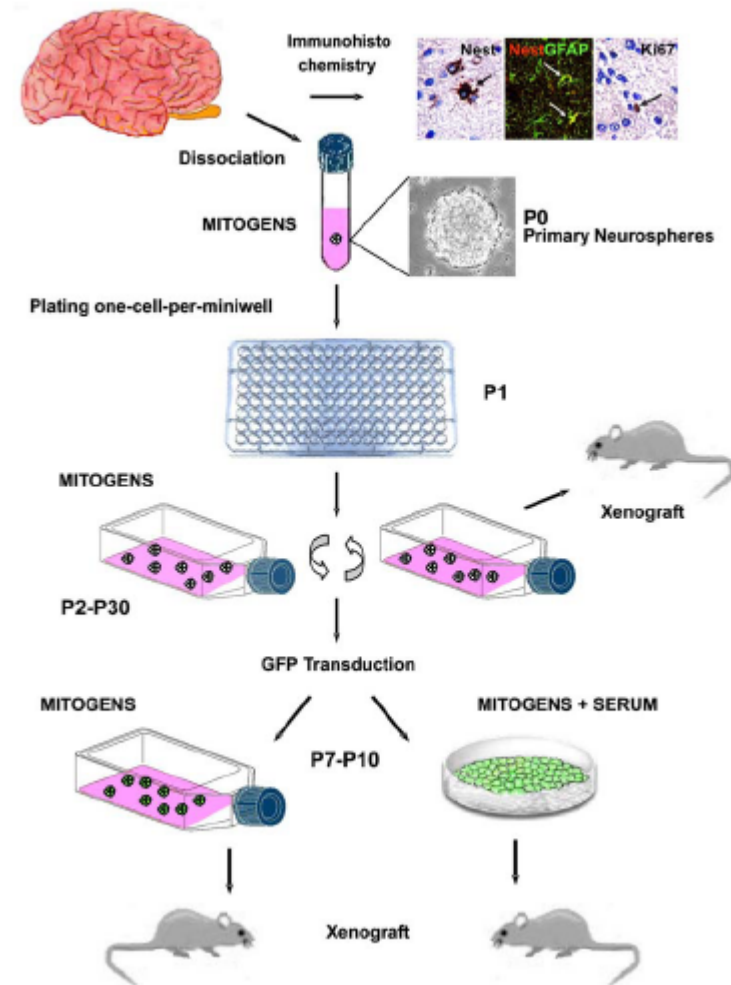 Immunohisto
chemistry
Nest
NestGFAP
Ki67
Dissociation
MITOGENS
P0
Primary Neurospheres
Plating one-cell-per-miniwell
P1
MITOGENS
Xenograft
P2-P30
GFP Transduction
MITOGENS
MITOGENS + SERUM
P7-P10
Xenograft